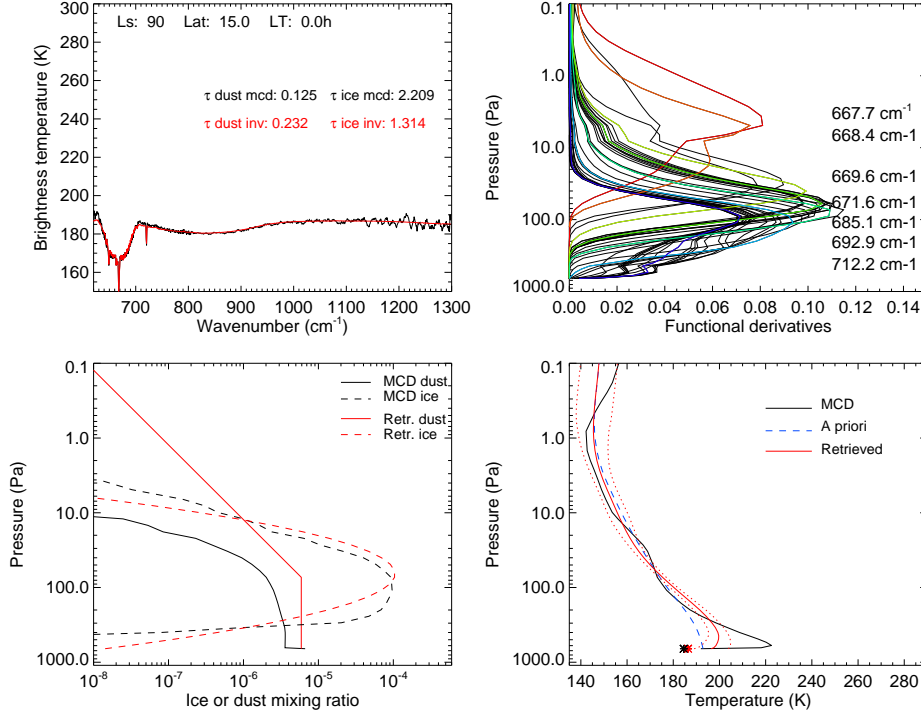 Ls: 90 Lat: 15.0 LT: 0.0h
τ dust mcd: 0.125 τ ice mcd: 2.209
τ dust inv: 0.232 τ ice inv: 1.314
300
280
260
240
220
200
180
160
Brightness temperature (K)
700 800 900 1000 1100 1200 1300
Wavenumber (cm-1)
0.1
1.0
10.0
100.0
1000.0
Pressure (Pa)
667.7 cm-1
668.4 cm-1
669.6 cm-1
671.6 cm-1
685.1 cm-1
692.9 cm-1
712.2 cm-1
0.00 0.02 0.04 0.06 0.08 0.10 0.12 0.14
Functional derivatives
0.1
1.0
10.0
100.0
1000.0
Pressure (Pa)
MCD dust
MCD ice
Retr. dust
Retr. ice
10-8 10-7 10-6 10-5 10-4
Ice or dust mixing ratio
0.1
1.0
10.0
100.0
1000.0
Pressure (Pa)
MCD
A priori
Retrieved
140 160 180 200 220 240 260 280
Temperature (K)